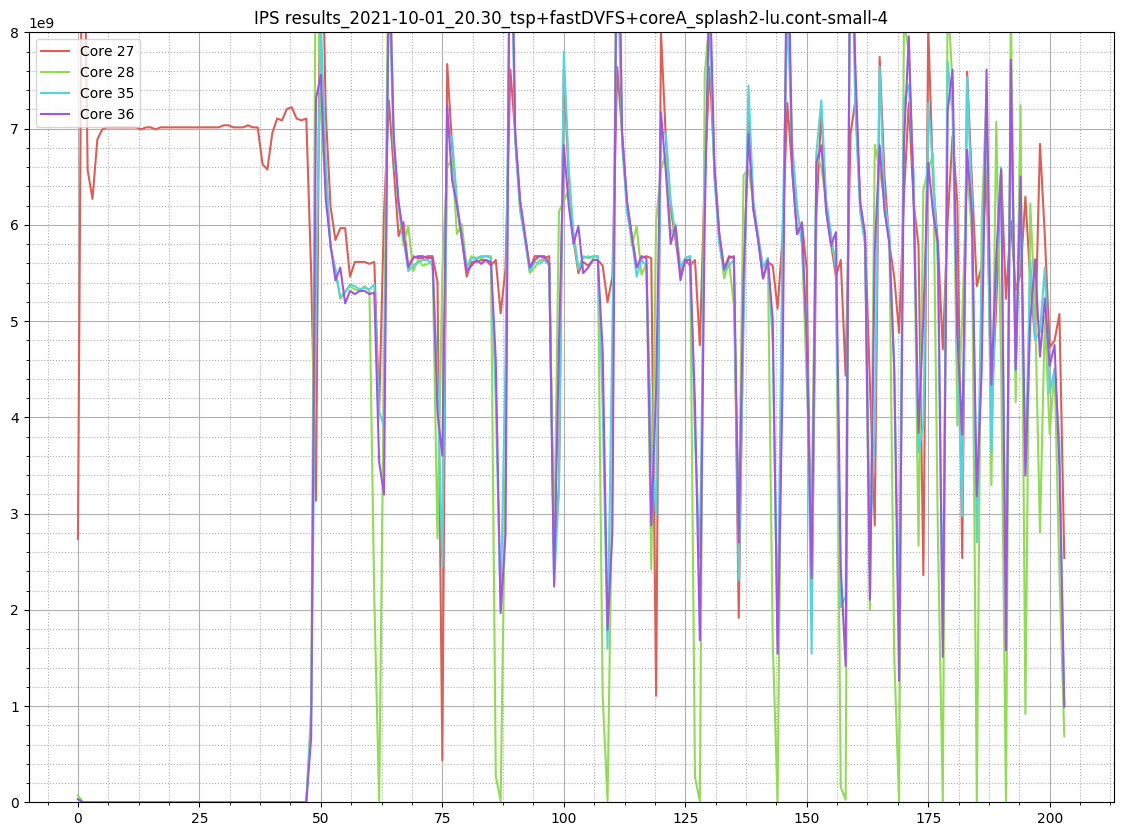 IPS results_2021-10-01_20.30_tsp+fastDVFS+coreA_splash2-lu.cont-small-4
1e9
Core 27
Core 28
Core 35
Core 36
8
7
6
5
4
3
2
1
0
0 25 50 75 100 125 150 175 200